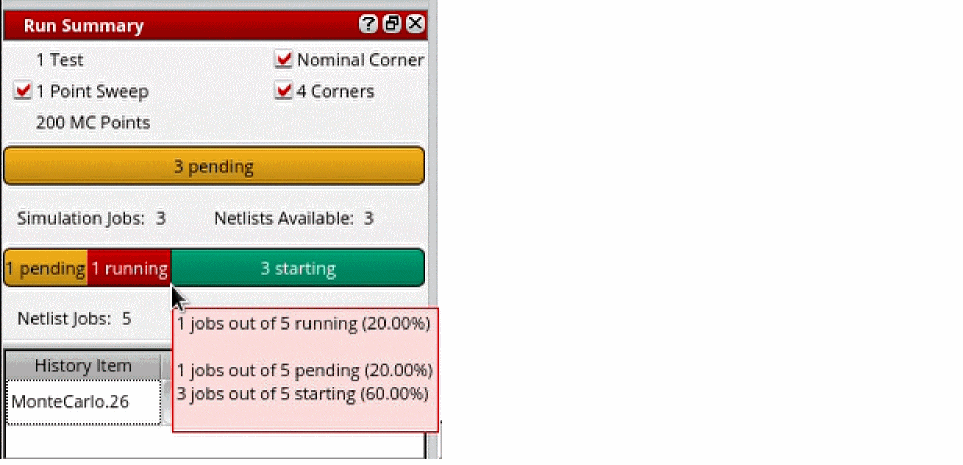 Run Summary
1 Test
Nominal Corner
1 Point Sweep
4 Corners
200 MC Points
3 pending
Simulation Jobs: 3
Netlists Available: 3
1 pending 1 running 3 starting
Netlist Jobs: 5
1 jobs out of 5 running (20.00%)
1 jobs out of 5 pending (20.00%)
3 jobs out of 5 starting (60.00%)
History Item
MonteCarlo.26